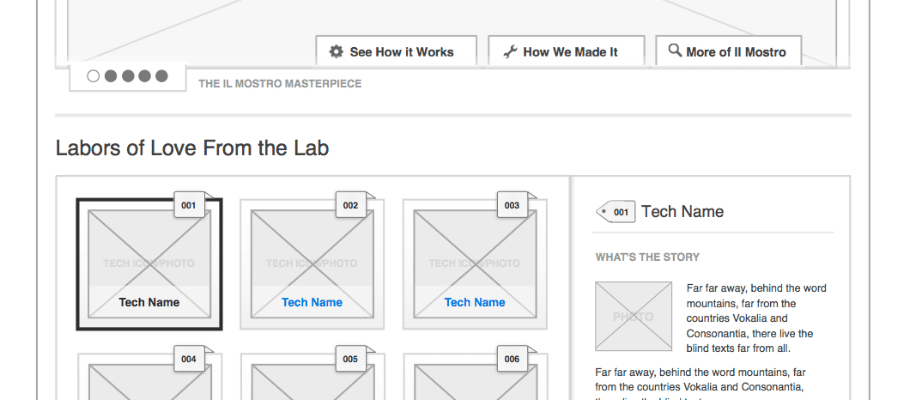 See How it Works
How We Made It
More of Il Mostro
THE IL MOSTRO MASTERPIECE
Labors of Love From the Lab
001
002
003
TECH ICON/PHOTO
TECH ICON/PHOTO
TECH ICON/PHOTO
Tech Name
Tech Name
Tech Name
004
005
006
001 Tech Name
WHAT'S THE STORY
PHOTO
Far far away, behind the word
mountains, far from the
countries Vokalia and
Consonantia, there live the
blind texts far from all.
Far far away, behind the word mountains, far
from the countries Vokalia and Consonantia,